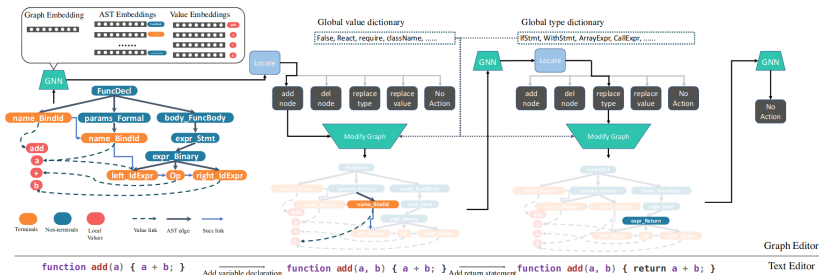 Graph Embedding
AST Embeddings
Value Embeddings
......
GNN
FuncDecl
name_BindId
params_Formal
body_FuncBody
name_BindId
expr_Stmt
expr_Binary
left_IdExpr
Op
right_IdExpr
add
a
+
b
Terminals
Non-terminals
Local Values
Value link
AST edge
Succ link
Locate
Global value dictionary
False, React, require, className, ......
add node
del node
replace type
replace value
No Action
Modify Graph
name_BindId
GNN
Locate
Global type dictionary
IfStmt, WithStmt, ArrayExpr, CallExpr, ......
add node
del node
replace type
replace value
No Action
Modify Graph
expr_Return
GNN
No Action
Graph Editor
Text Editor
function add(a) { a + b; }
Add variable declaration
function add(a, b) { a + b; }
Add return statement
function add(a, b) { return a + b; }